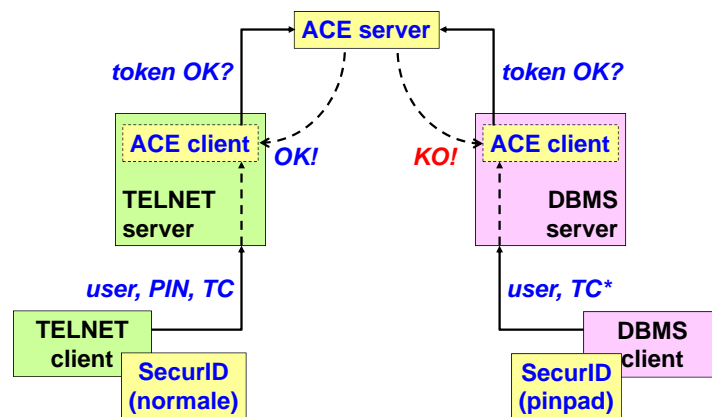 ACE server
token OK?
token OK?
ACE client
ACE client
OK!
KO!
TELNET
server
DBMS
server
user, PIN, TC
user, TC*
TELNET
client
DBMS
client
SecurID
(normale)
SecurID
(pinpad)